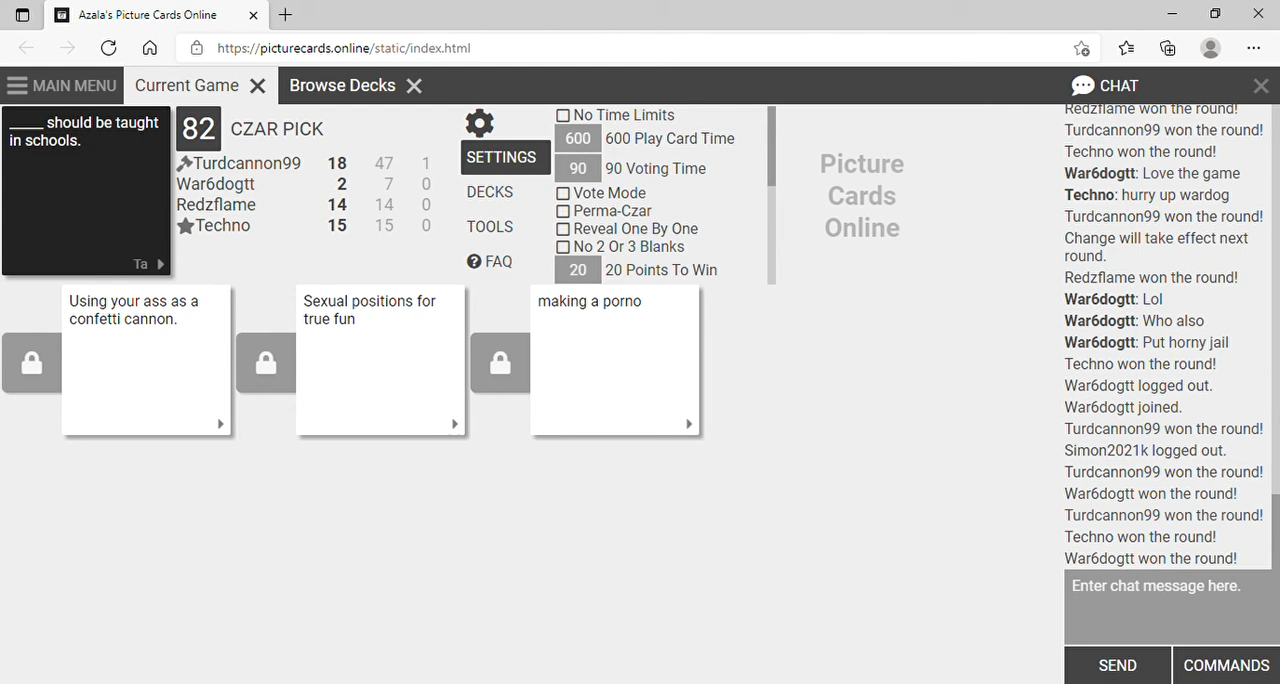 Azala's Picture Cards Online
https://picturecards.online/static/index.html
MAIN MENU
Current Game
Browse Decks
CHAT
_____ should be taught
in schools.
Ta
82
CZAR PICK
Turdcannon99 18 47 1
War6dogtt 2 7 0
Redzflame 14 14 0
Techno 15 15 0
SETTINGS
DECKS
TOOLS
FAQ
No Time Limits
600 600 Play Card Time
90 90 Voting Time
Vote Mode
Perma-Czar
Reveal One By One
No 2 Or 3 Blanks
20 20 Points To Win
Picture
Cards
Online
Using your ass as a
confetti cannon.
Sexual positions for
true fun
making a porno
Redzflame won the round!
Turdcannon99 won the round!
Techno won the round!
War6dogtt: Love the game
Techno: hurry up wardog
Turdcannon99 won the round!
Change will take effect next
round.
Redzflame won the round!
War6dogtt: Lol
War6dogtt: Who also
War6dogtt: Put horny jail
Techno won the round!
War6dogtt logged out.
War6dogtt joined.
Turdcannon99 won the round!
Simon2021k logged out.
Turdcannon99 won the round!
War6dogtt won the round!
Turdcannon99 won the round!
Techno won the round!
War6dogtt won the round!
Enter chat message here.
SEND
COMMANDS